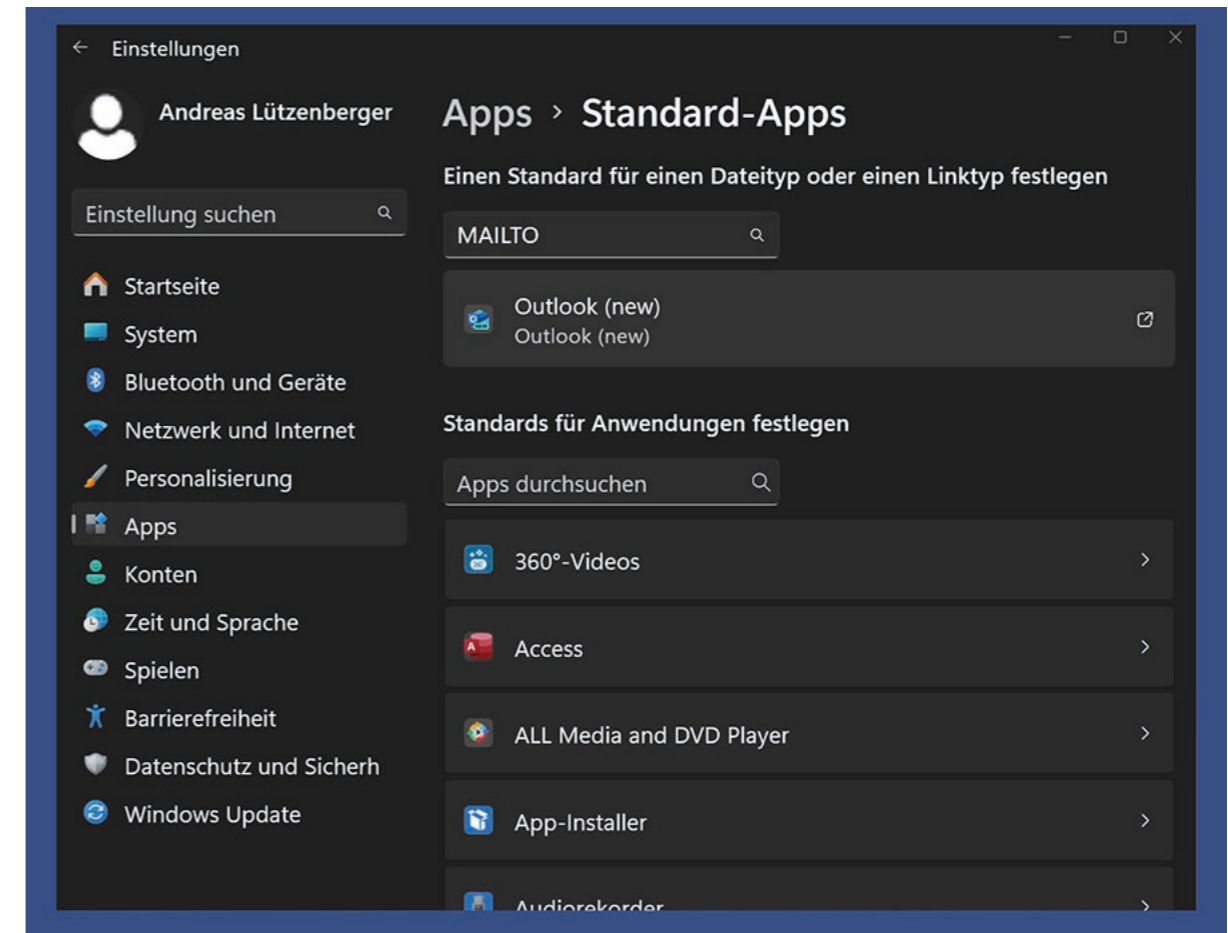 Einstellungen
Andreas Lützenberger
Einstellung suchen
Startseite
System
Bluetooth und Geräte
Netzwerk und Internet
Personalisierung
Apps
Konten
Zeit und Sprache
Spielen
Barrierefreiheit
Datenschutz und Sicherh
Windows Update
Apps › Standard-Apps
Einen Standard für einen Dateityp oder einen Linktyp festlegen
MAILTO
Outlook (new)
Outlook (new)
Standards für Anwendungen festlegen
Apps durchsuchen
360°-Videos
Access
ALL Media and DVD Player
App-Installer
Audiorekorder